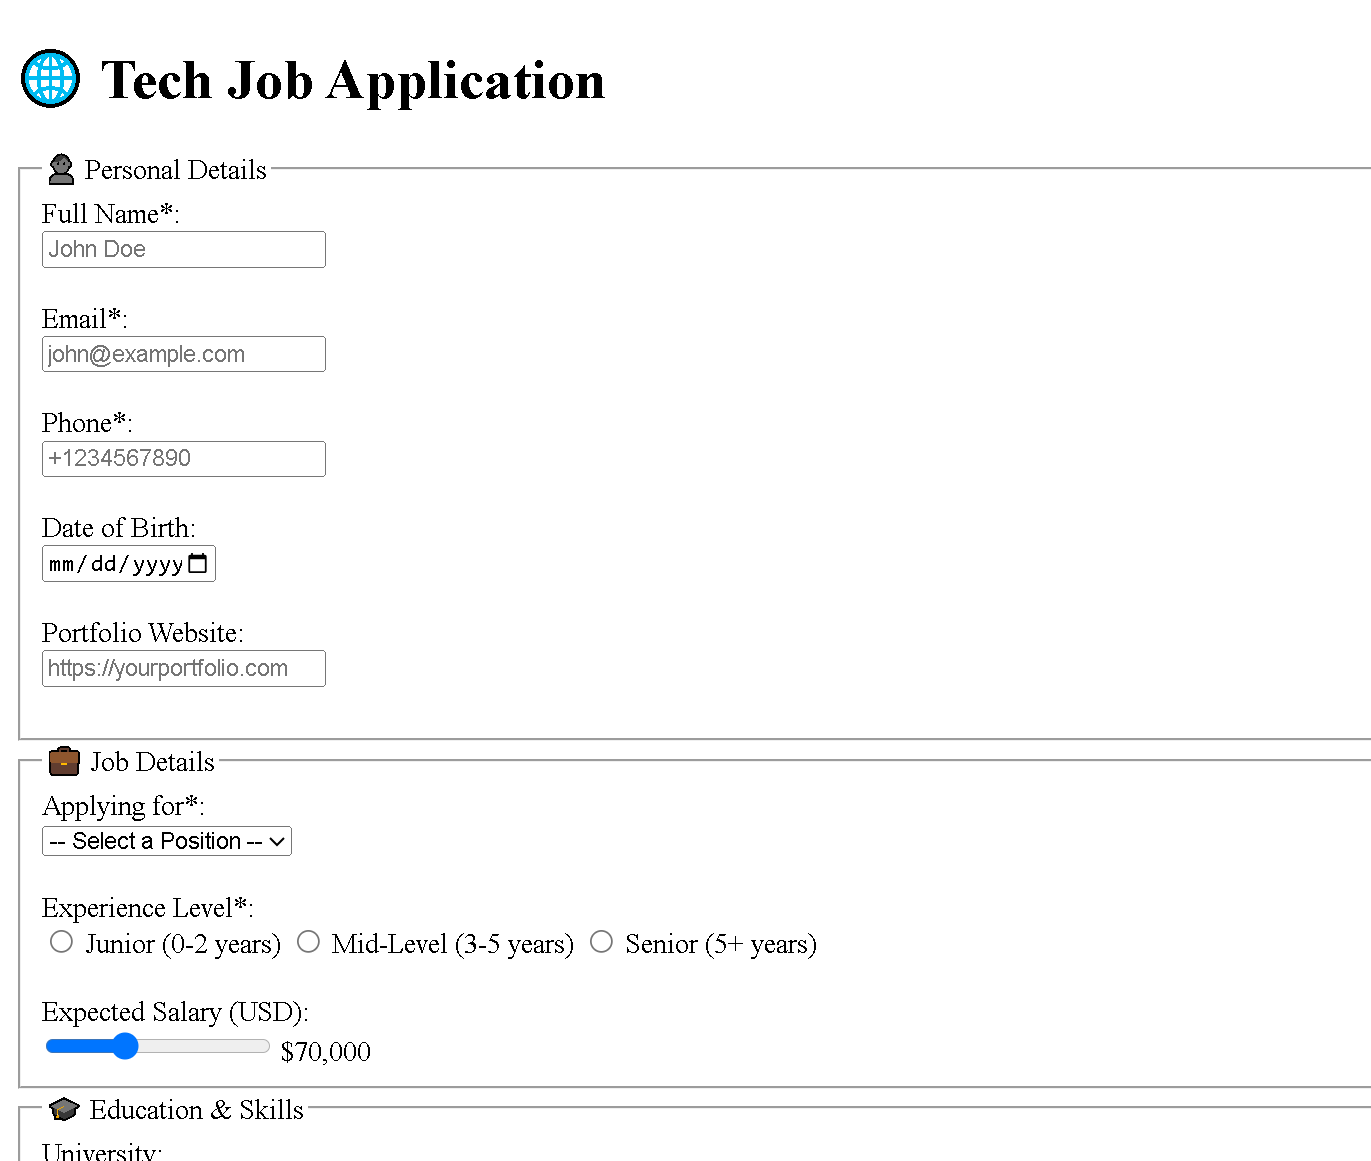 Tech Job Application
Personal Details
Full Name*:
John Doe
Email*:
john@example.com
Phone*:
+1234567890
Date of Birth:
mm/dd/yyyy
Portfolio Website:
https://yourportfolio.com
Job Details
Applying for*:
-- Select a Position --
Experience Level*:
Junior (0-2 years) Mid-Level (3-5 years) Senior (5+ years)
Expected Salary (USD):
$70,000
Education & Skills
University: